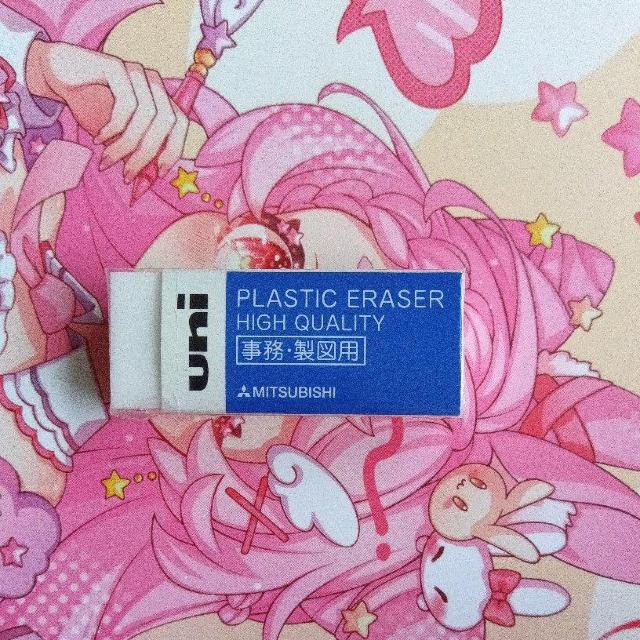 uni
PLASTIC ERASER
HIGH QUALITY
事務・製図用
MITSUBISHI